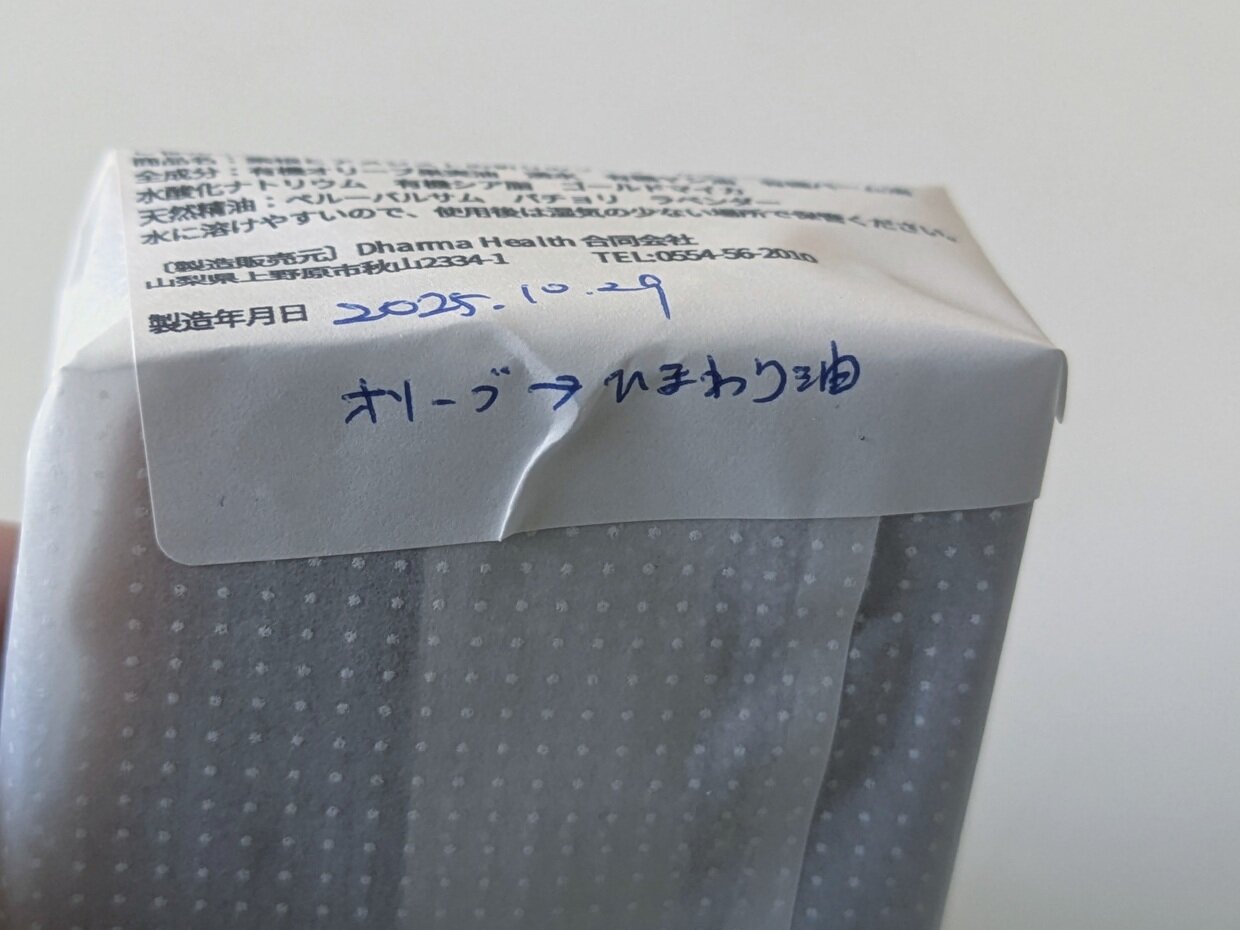 商品名：
全成分：有機オリーブ果実油
水酸化ナトリウム 有機シア脂 ゴールドマイカ
天然精油：ペルーバルサム パチョリ ラベンダー
水に溶けやすいので、使用後は湿気の少ない場所で保管ください。
〔製造販売元〕Dharma Health 合同会社
山梨県上野原市秋山2334-1 TEL:0554-56-2010
製造年月日 2025.10.29
オリーブ→ひまわり油